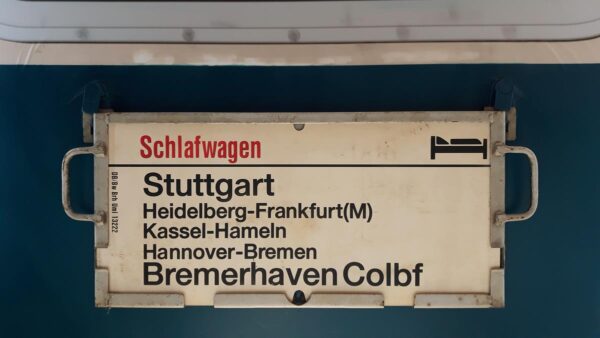 Schlafwagen
Stuttgart
Heidelberg-Frankfurt(M)
Kassel-Hameln
Hannover-Bremen
Bremerhaven Colbf